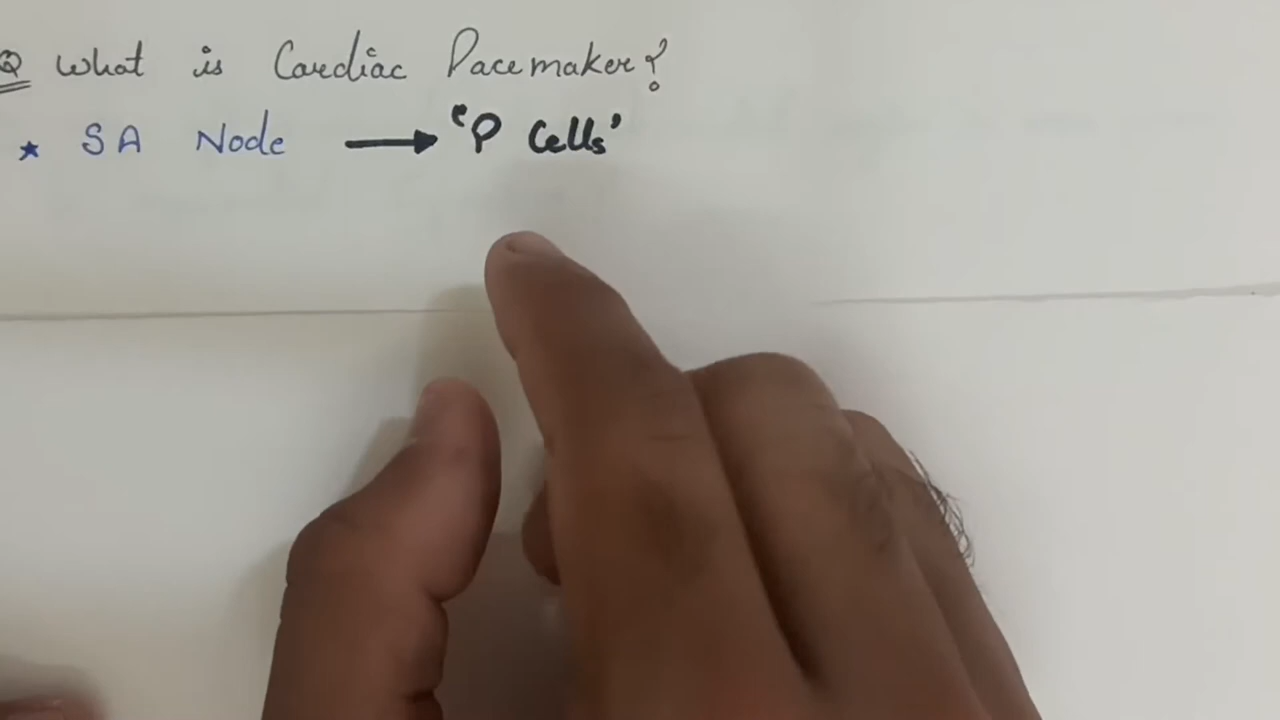 Q What is Cardiac Pacemaker?
★ SA Node → "P Cells'